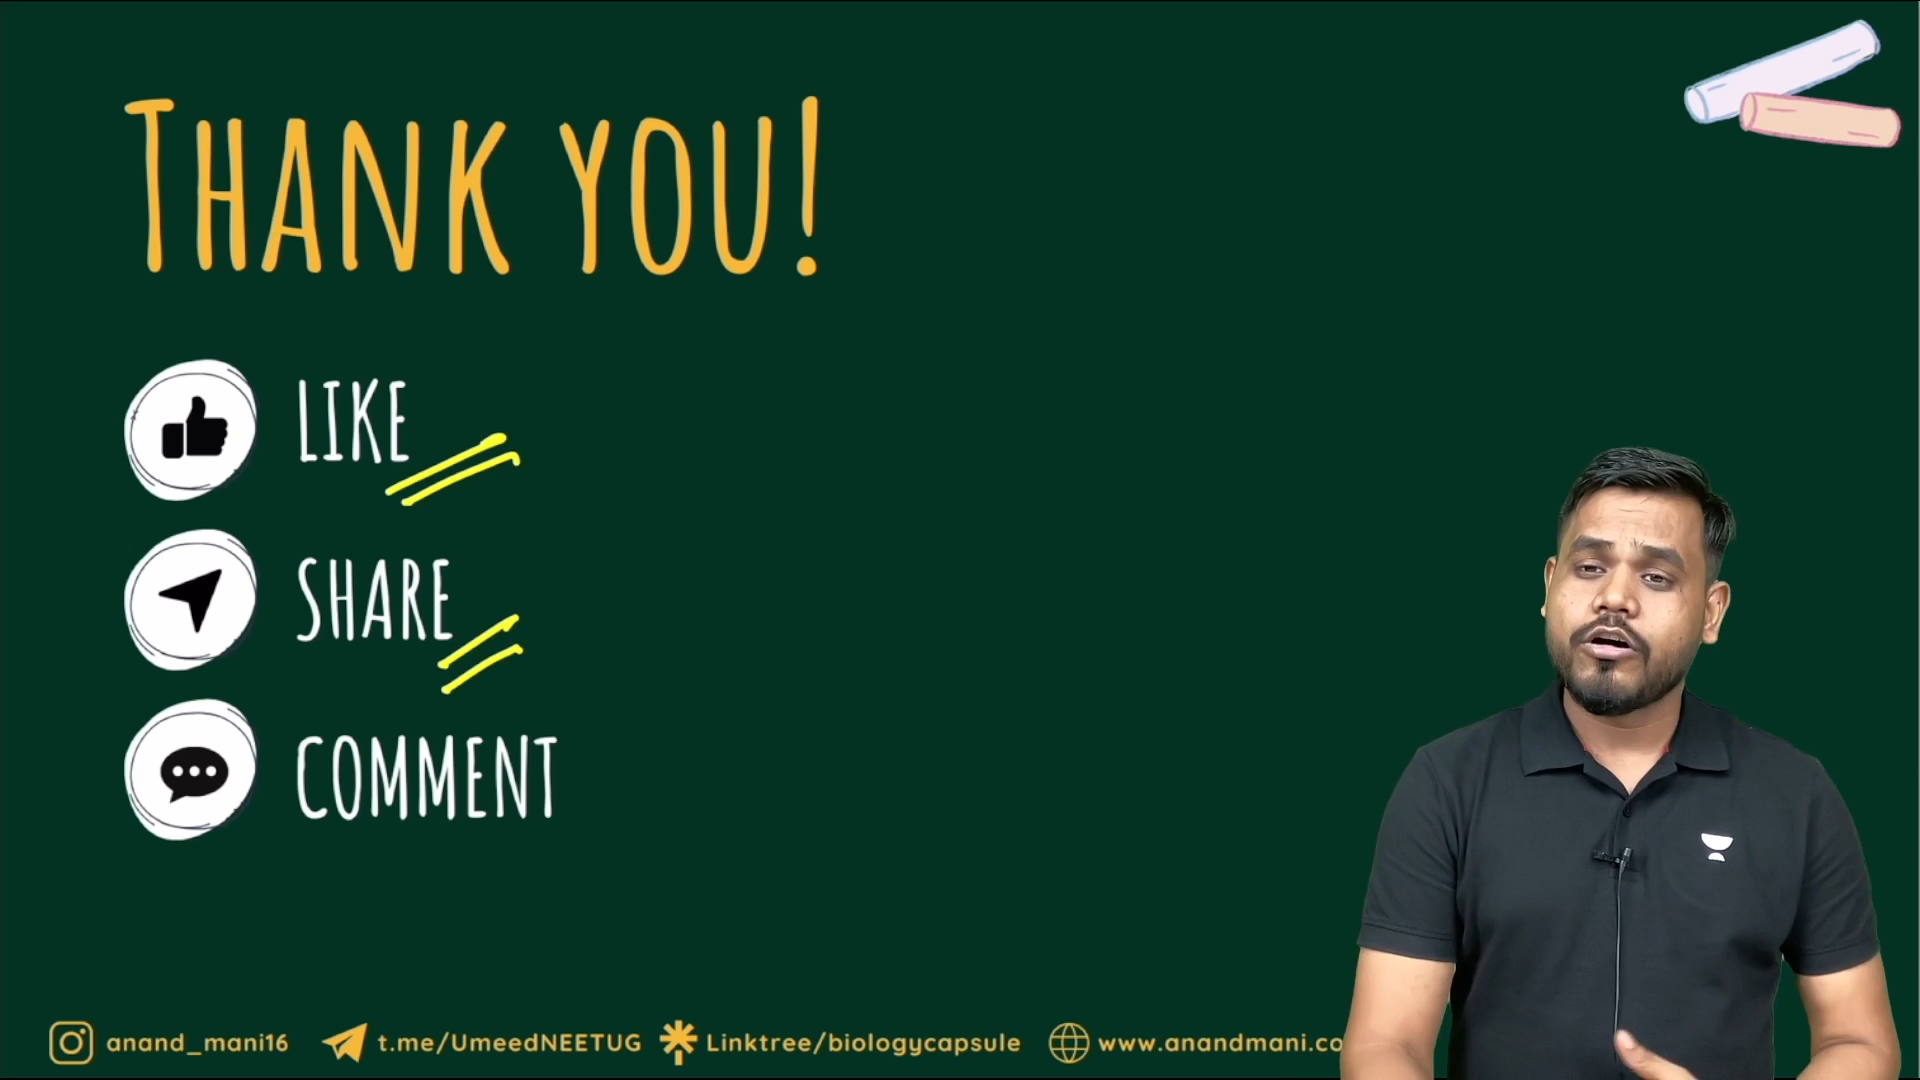 THANK YOU!
LIKE
SHARE
COMMENT
anand_mani16 t.me/UmeedNEETUG Linktree/biologycapsule www.anandmani.co